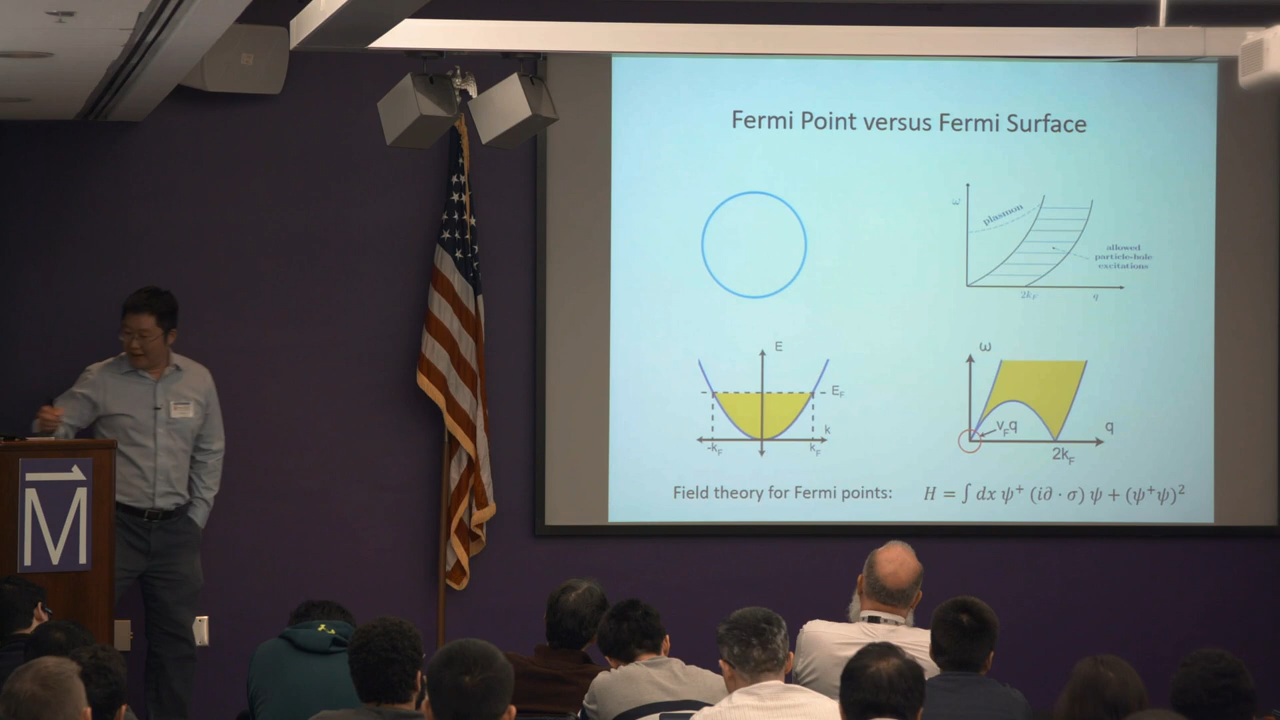 Fermi Point versus Fermi Surface
ω
plasmon
allowed
particle-hole
excitations
2k_F
q
E
E_F
k
-k_F
k_F
ω
v_Fq
q
2k_F
Field theory for Fermi points: H = ∫ dx ψ⁺ (i∂ · σ) ψ + (ψ⁺ψ)²
M